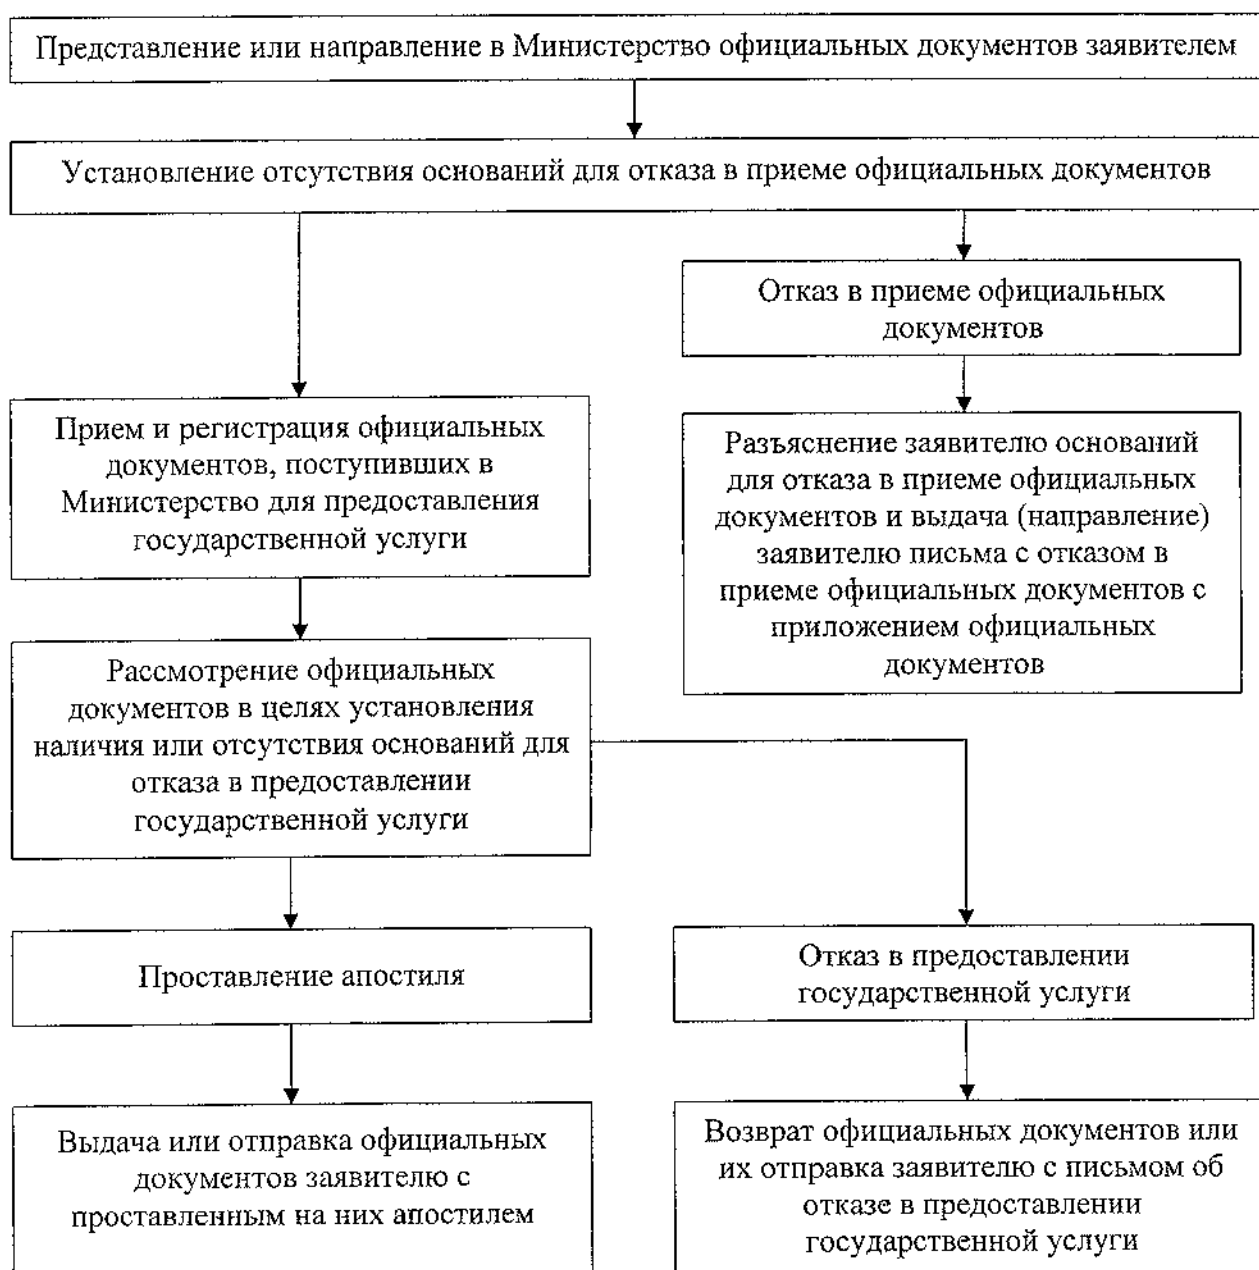 Представление или направление в Министерство официальных документов заявителем
Установление отсутствия оснований для отказа в приеме официальных документов
Отказ в приеме официальных
документов
Прием и регистрация официальных
документов, поступивших в
Министерство для предоставления
государственной услуги
Разъяснение заявителю оснований
для отказа в приеме официальных
документов и выдача (направление)
заявителю письма с отказом в
приеме официальных документов с
приложением официальных
документов
Рассмотрение официальных
документов в целях установления
наличия или отсутствия оснований для
отказа в предоставлении
государственной услуги
Проставление апостиля
Отказ в предоставлении
государственной услуги
Выдача или отправка официальных
документов заявителю с
проставленным на них апостилем
Возврат официальных документов или
их отправка заявителю с письмом об
отказе в предоставлении
государственной услуги